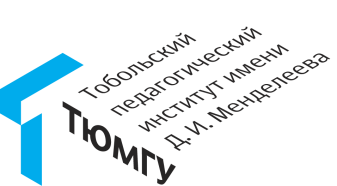 Тобольский
педагогический
институт имени
Д. И. Менделеева
ТЮМГУ